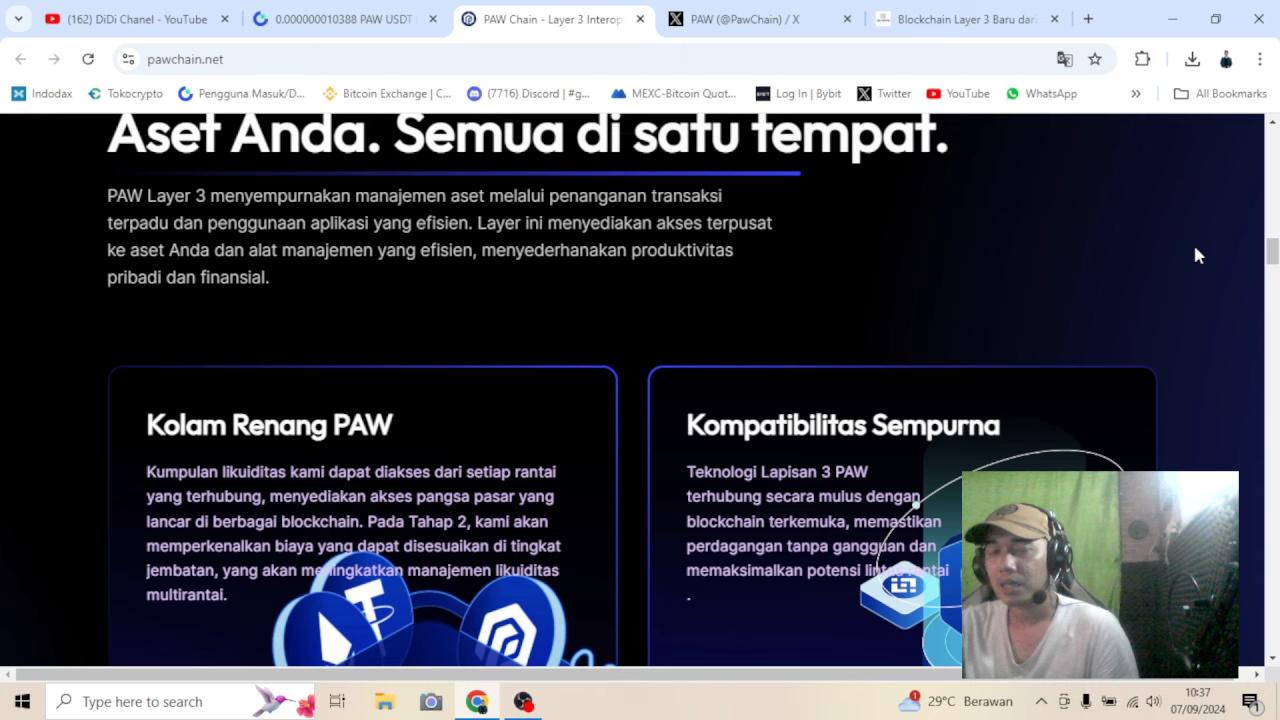 (162) DiDi Chanel - YouTube
0.000000010388 PAW USDT
PAW Chain - Layer 3 Interop
PAW (@PawChain) / X
Blockchain Layer 3 Baru dari
pawchain.net
Indodax
Tokocrypto
Pengguna Masuk/D...
Bitcoin Exchange | C...
(7716) Discord | #g...
MEXC-Bitcoin Quot...
Log In | Bybit
Twitter
YouTube
WhatsApp
All Bookmarks
Aset Anda. Semua di satu tempat.
PAW Layer 3 menyempurnakan manajemen aset melalui penanganan transaksi
terpadu dan penggunaan aplikasi yang efisien. Layer ini menyediakan akses terpusat
ke aset Anda dan alat manajemen yang efisien, menyederhanakan produktivitas
pribadi dan finansial.
Kolam Renang PAW
Kumpulan likuiditas kami dapat diakses dari setiap rantai
yang terhubung, menyediakan akses pangsa pasar yang
lancar di berbagai blockchain. Pada Tahap 2, kami akan
memperkenalkan biaya yang dapat disesuaikan di tingkat
jembatan, yang akan meningkatkan manajemen likuiditas
multirantai.
Kompatibilitas Sempurna
Teknologi Lapisan 3 PAW
terhubung secara mulus dengan
blockchain terkemuka, memastikan
perdagangan tanpa gangguan dan
memaksimalkan potensi lintas rantai
.
Type here to search
29°C Berawan
10:37
07/09/2024